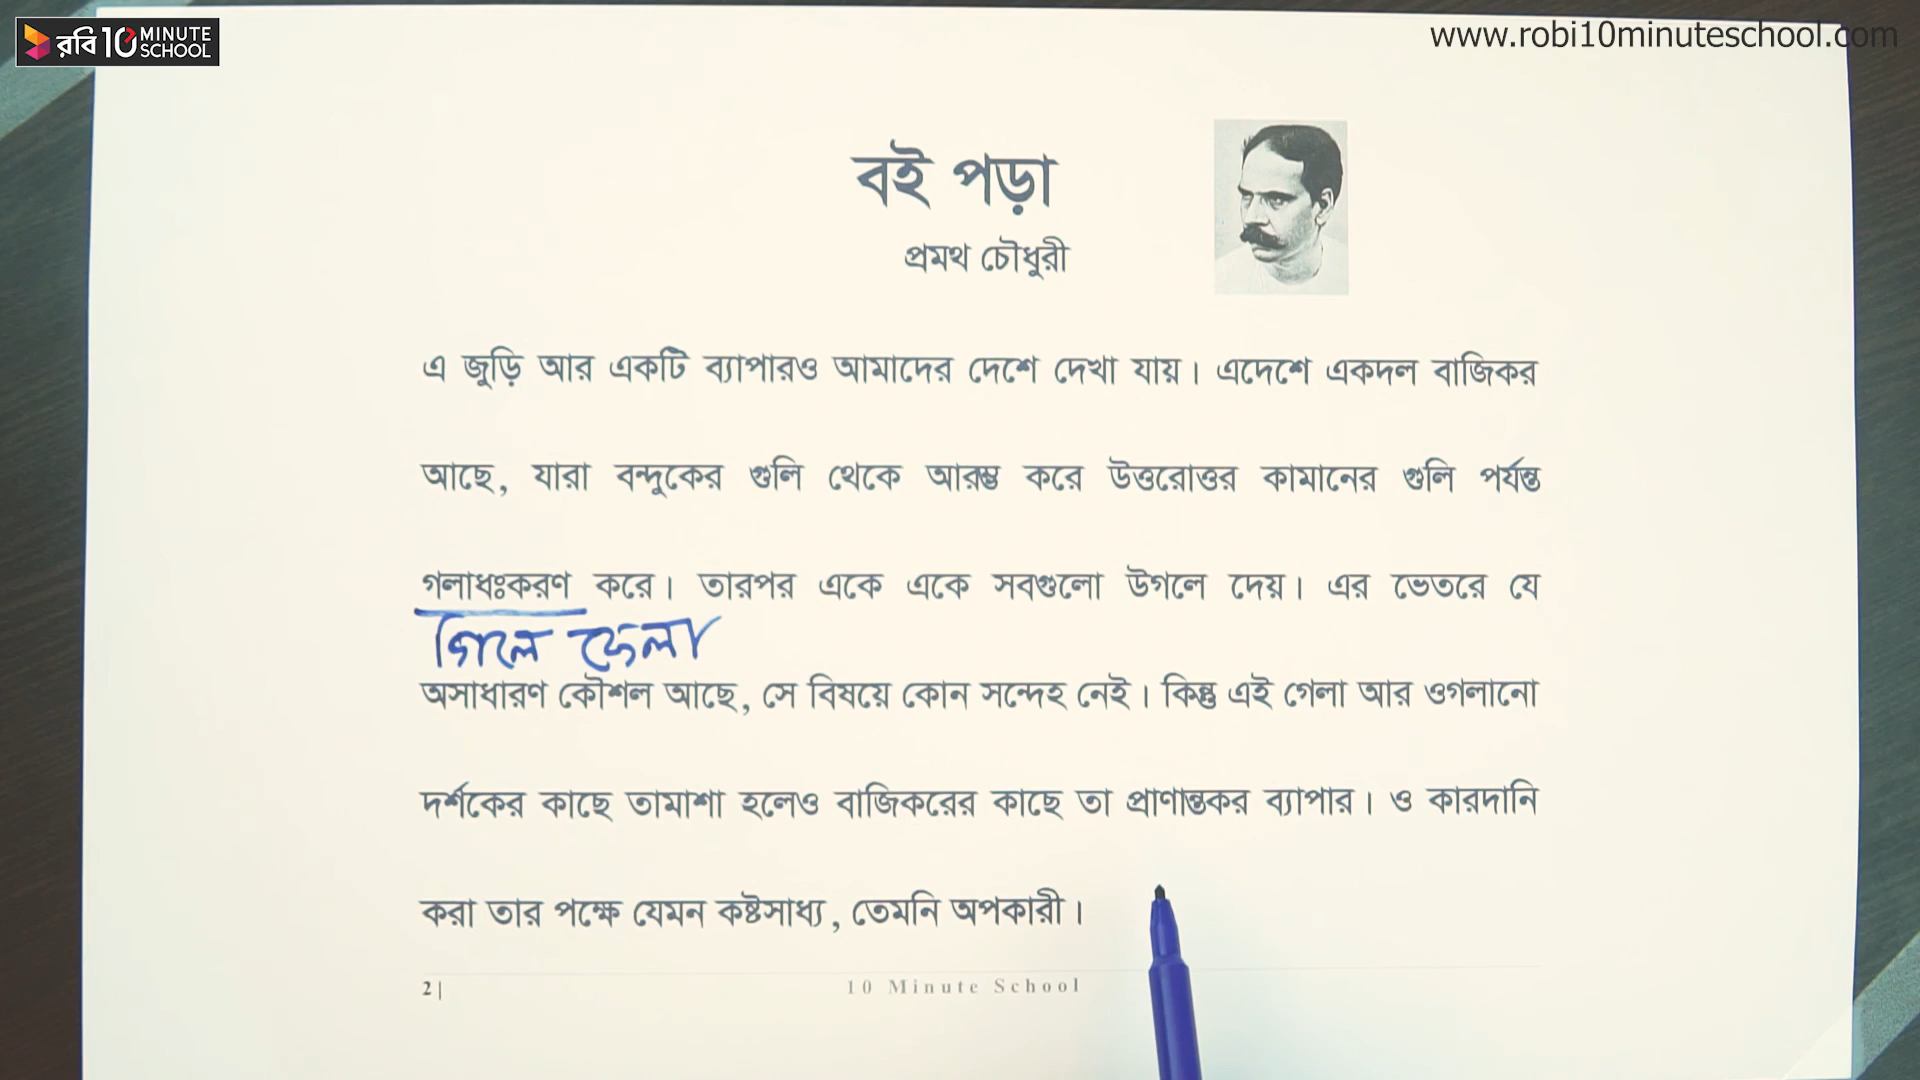 রবি 10 MINUTE SCHOOL
www.robi10minuteschool.com
বই পড়া
প্রমথ চৌধুরী
এ জুড়ি আর একটি ব্যাপারও আমাদের দেশে দেখা যায়। এদেশে একদল বাজিকর
আছে, যারা বন্দুকের গুলি থেকে আরম্ভ করে উত্তরোত্তর কামানের গুলি পর্যন্ত
গলাধঃকরণ করে। তারপর একে একে সবগুলো উগলে দেয়। এর ভেতরে যে
গিলে ফেলা
অসাধারণ কৌশল আছে, সে বিষয়ে কোন সন্দেহ নেই। কিন্তু এই গেলা আর ওগলানো
দর্শকের কাছে তামাশা হলেও বাজিকরের কাছে তা প্রাণান্তকর ব্যাপার। ও কারদানি
করা তার পক্ষে যেমন কষ্টসাধ্য, তেমনি অপকারী।
2| 10 Minute School